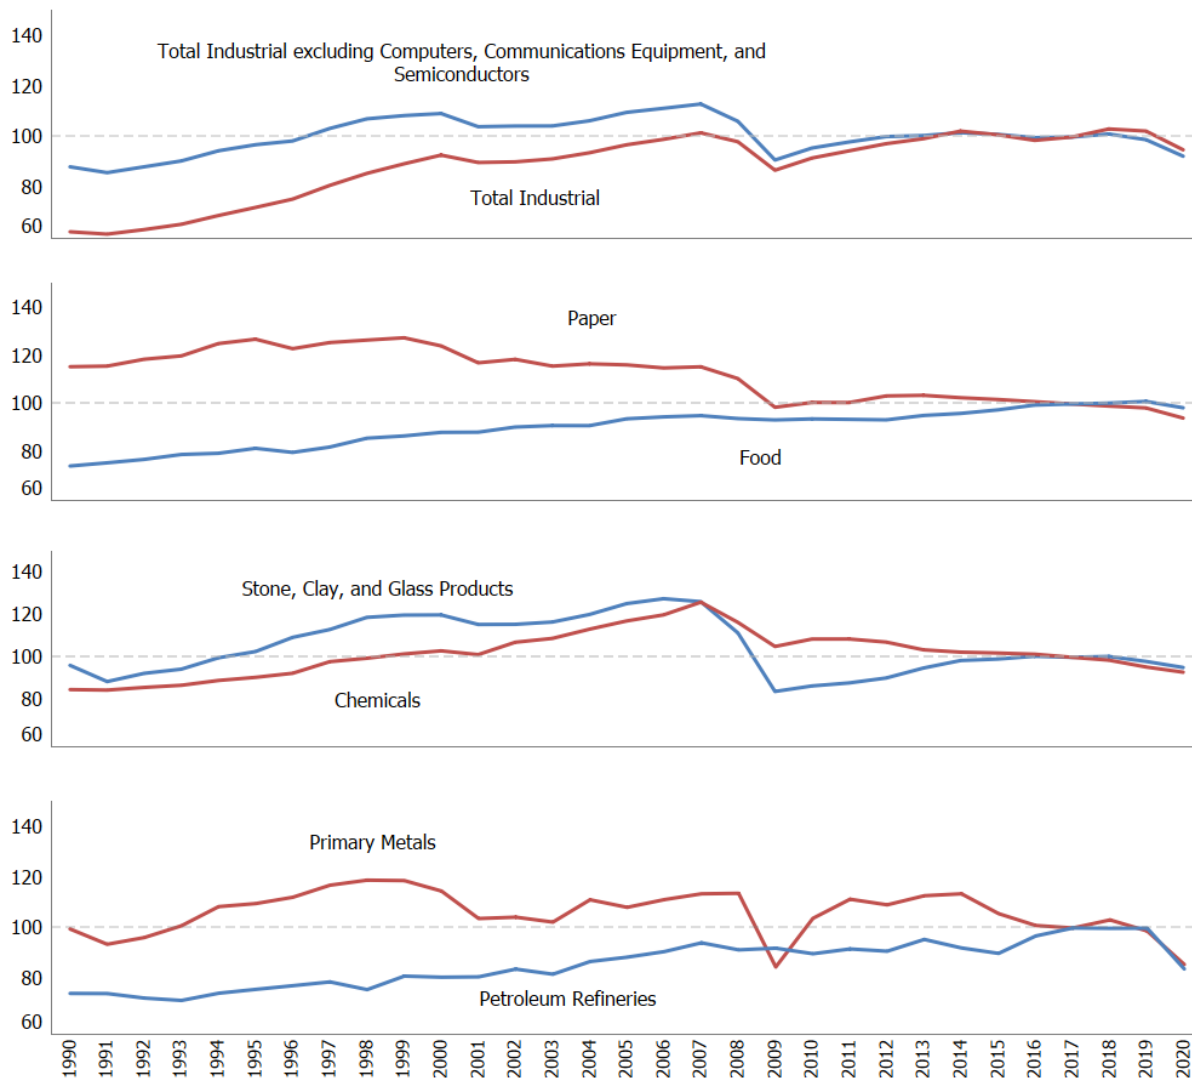 140
Total Industrial excluding Computers, Communications Equipment, and
Semiconductors
120
100
80
Total Industrial
60
140
Paper
120
100
80
Food
60
140
Stone, Clay, and Glass Products
120
100
80
Chemicals
60
140
Primary Metals
120
100
80
Petroleum Refineries
60
1990 1991 1992 1993 1994 1995 1996 1997 1998 1999 2000 2001 2002 2003 2004 2005 2006 2007 2008 2009 2010 2011 2012 2013 2014 2015 2016 2017 2018 2019 2020